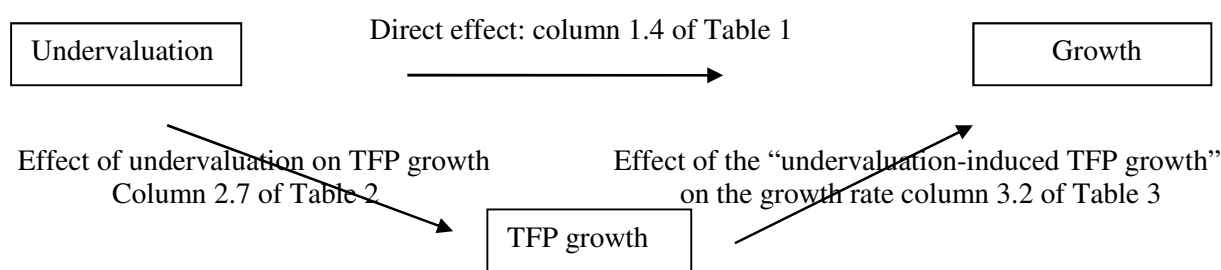 Direct effect: column 1.4 of Table 1
Undervaluation
Growth
Effect of undervaluation on TFP growth
Column 2.7 of Table 2
Effect of the “undervaluation-induced TFP growth”
on the growth rate column 3.2 of Table 3
TFP growth